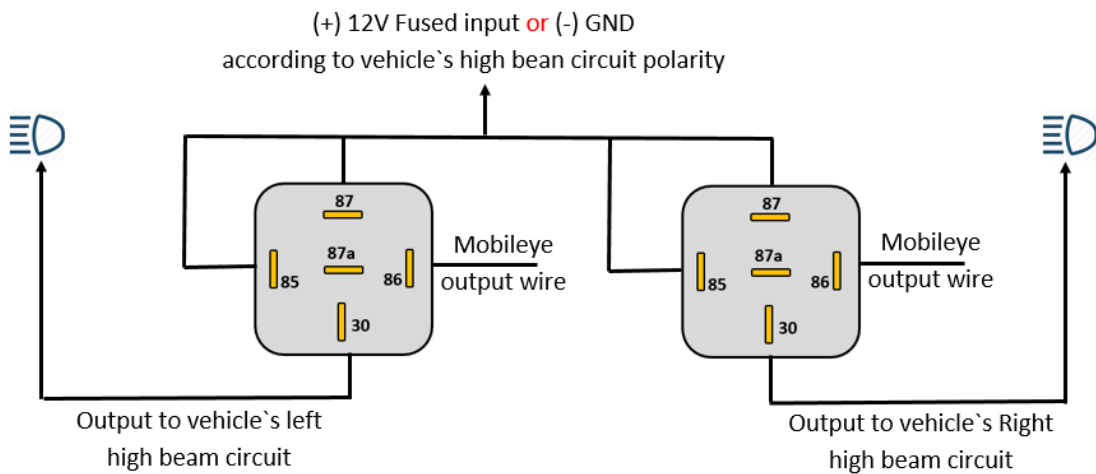 (+) 12V Fused input or (-) GND
according to vehicle`s high bean circuit polarity
87
87a
85
86
30
Mobileye
output wire
87
87a
85
86
30
Mobileye
output wire
Output to vehicle`s left
high beam circuit
Output to vehicle`s Right
high beam circuit